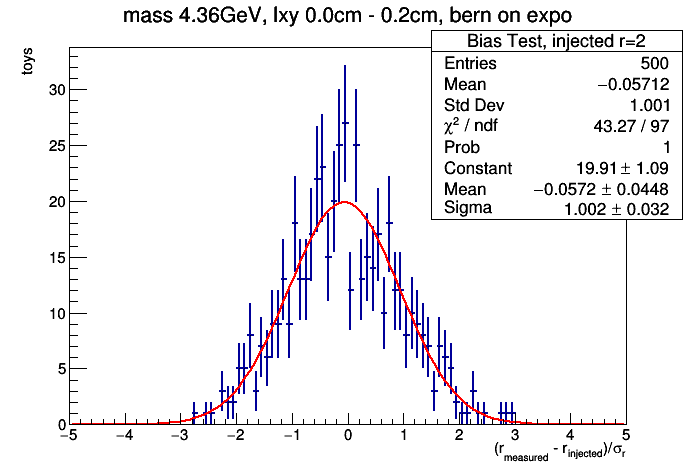 mass 4.36GeV, lxy 0.0cm - 0.2cm, bern on expo
toys
Bias Test, injected r=2
Entries 500
Mean −0.05712
Std Dev 1.001
χ² / ndf 43.27 / 97
Prob 1
Constant 19.91 ± 1.09
Mean −0.0572 ± 0.0448
Sigma 1.002 ± 0.032
30
25
20
15
10
5
0
−5 −4 −3 −2 −1 0 1 2 3 4 5
(r_measured - r_injected)/σ_r